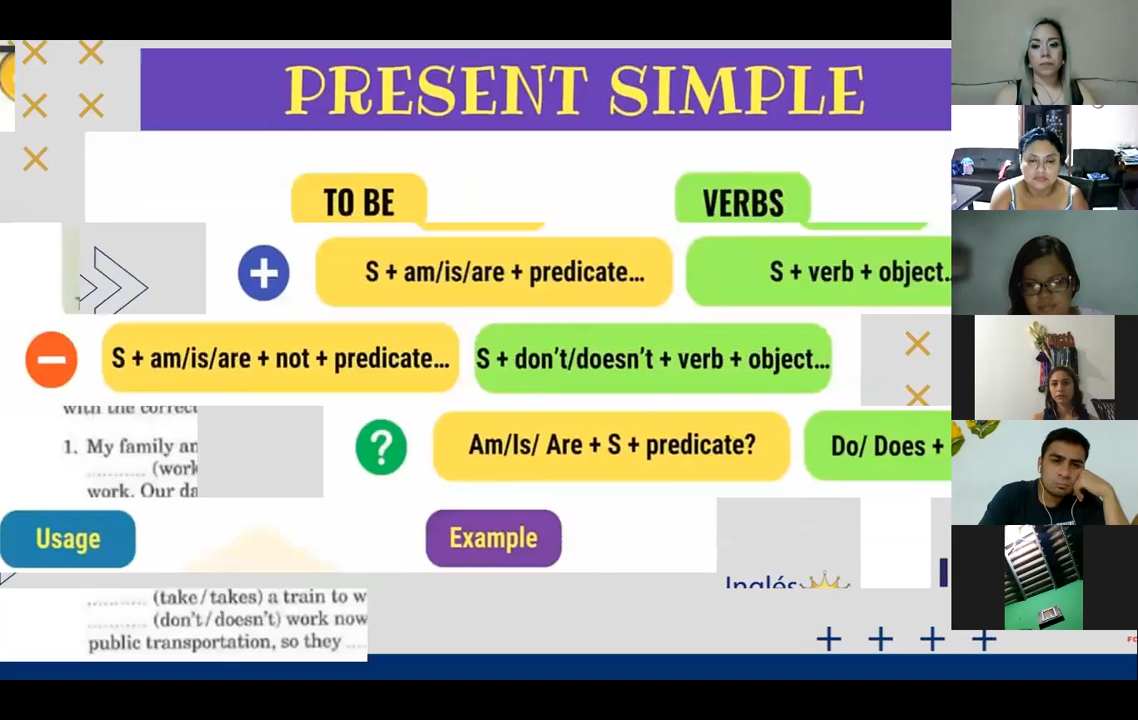 PRESENT SIMPLE
TO BE
VERBS
S + am/is/are + predicate...
S + verb + object..
S + am/is/are + not + predicate...
S + don't/doesn't + verb + object...
with the correct
1. My family an
......... (work
work. Our da
Am/Is/ Are + S + predicate?
Do/ Does +
Usage
Example
Inglés
......... (take/takes) a train to w
......... (don't/doesn't) work now
public transportation, so they ....